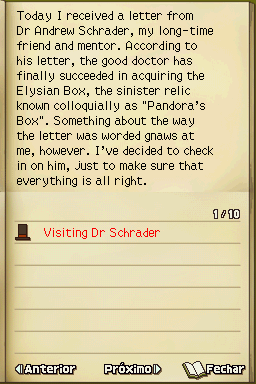 Today I received a letter from
Dr Andrew Schrader, my long-time
friend and mentor. According to
his letter, the good doctor has
finally succeeded in acquiring the
Elysian Box, the sinister relic
known colloquially as "Pandora's
Box". Something about the way
the letter was worded gnaws at
me, however. I've decided to check
in on him, just to make sure that
everything is all right.
1/10
Visiting Dr Schrader
Anterior Próximo Fechar